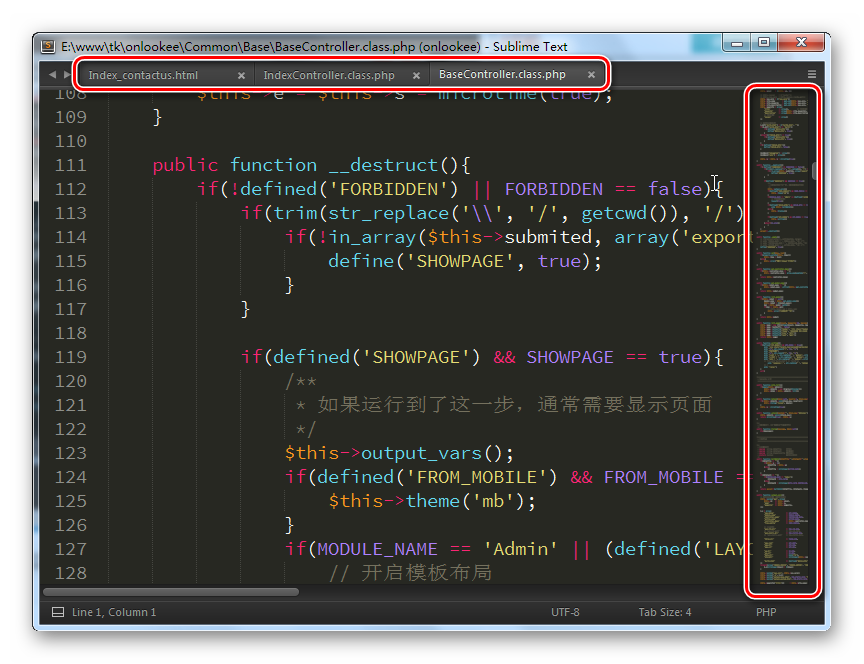 E:\www\tk\onlookee\Common\Base\BaseController.class.php (onlookee) - Sublime Text
Index_contactus.html × IndexController.class.php × BaseController.class.php ×
108 $this->e = $this->s = microtime(true);
109 }
110
111 public function __destruct(){
112 if(!defined('FORBIDDEN') || FORBIDDEN == false){
113 if(trim(str_replace('\\', '/', getcwd()), '/')
114 if(!in_array($this->submited, array('export
115 define('SHOWPAGE', true);
116 }
117 }
118
119 if(defined('SHOWPAGE') && SHOWPAGE == true){
120 /**
121 * 如果运行到了这一步，通常需要显示页面
122 */
123 $this->output_vars();
124 if(defined('FROM_MOBILE') && FROM_MOBILE ==
125 $this->theme('mb');
126 }
127 if(MODULE_NAME == 'Admin' || (defined('LAYO
128 // 开启模板布局
Line 1, Column 1 UTF-8 Tab Size: 4 PHP